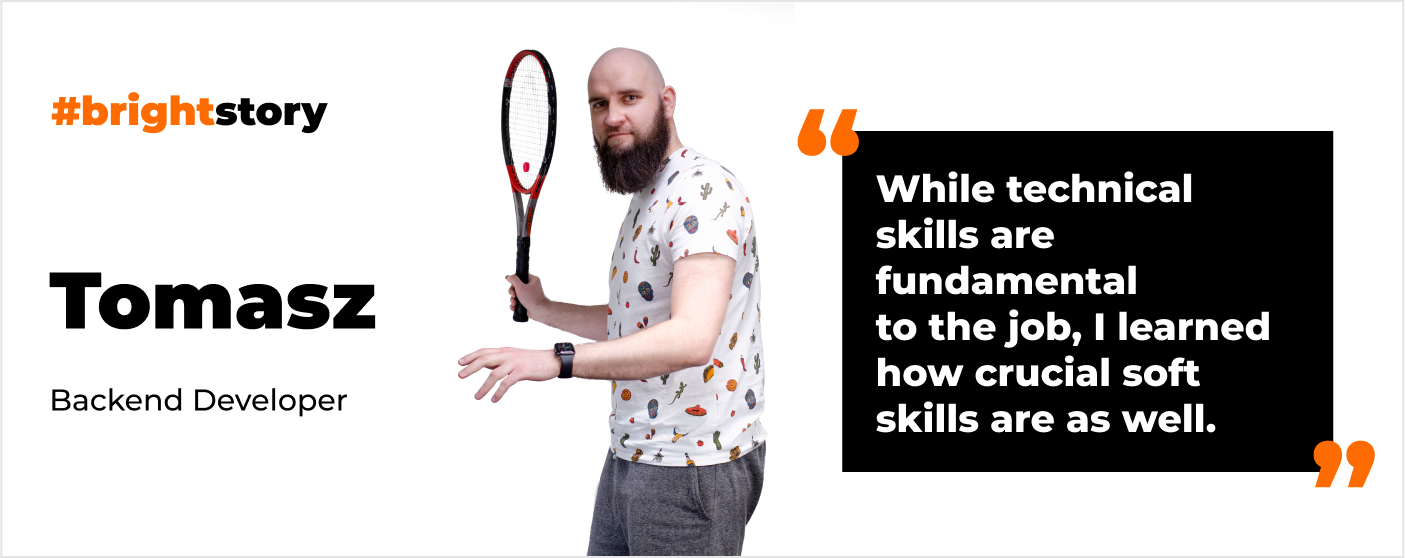 #brightstory
Tomasz
Backend Developer
“
While technical
skills are
fundamental
to the job, I learned
how crucial soft
skills are as well.
”